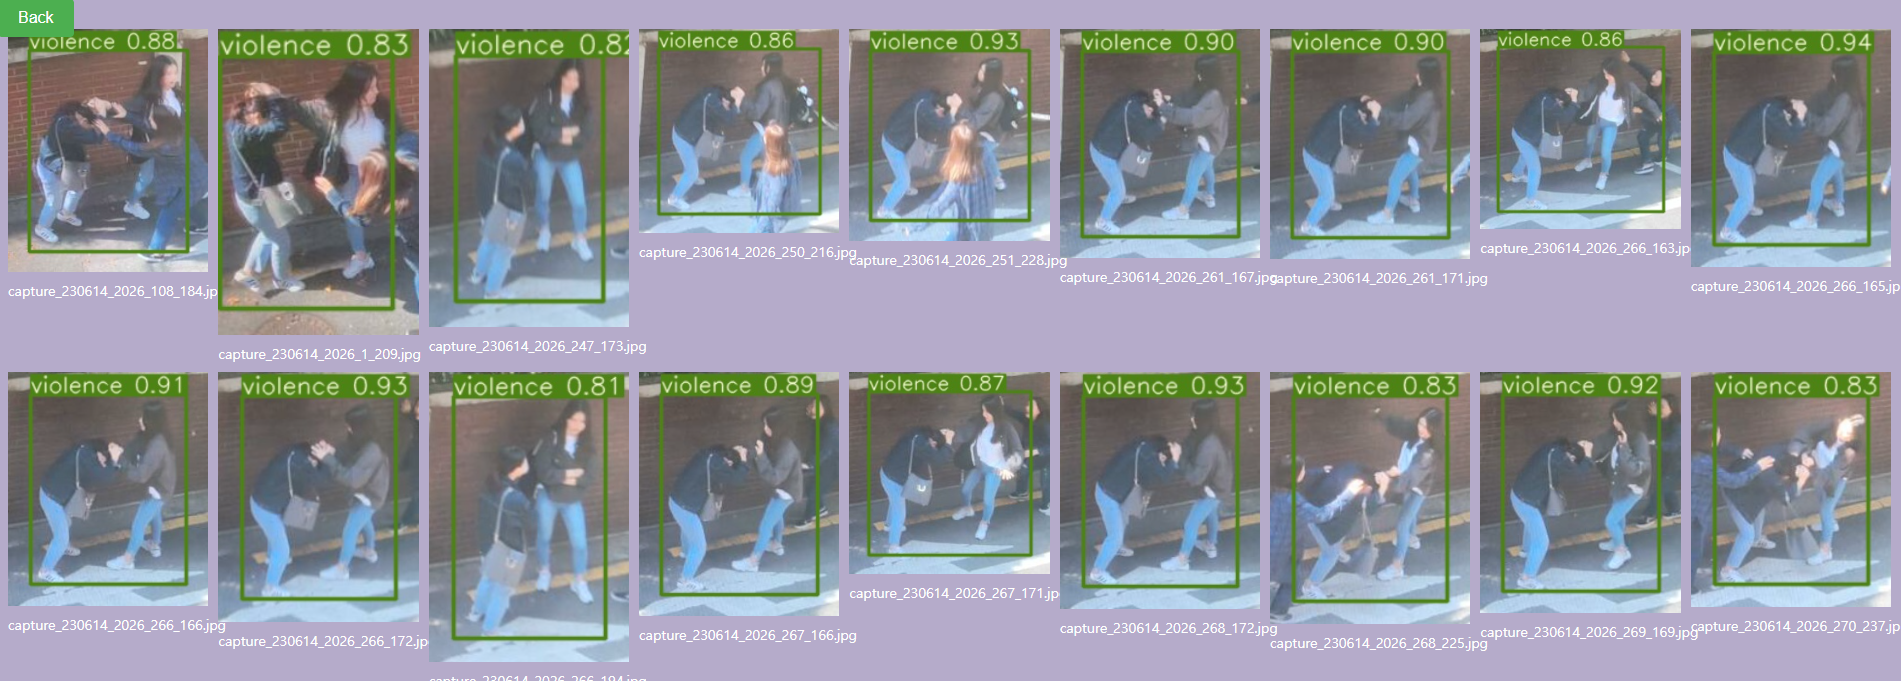 Back
violence 0.88
violence 0.83
violence 0.82
violence 0.86
violence 0.93
violence 0.90
violence 0.90
violence 0.86
violence 0.94
capture_230614_2026_108_184.jp
capture_230614_2026_1_209.jpg
capture_230614_2026_247_173.jpg
capture_230614_2026_250_216.jpg
capture_230614_2026_251_228.jpg
capture_230614_2026_261_167.jpg
capture_230614_2026_261_171.jpg
capture_230614_2026_266_163.jp
capture_230614_2026_266_165.jp
violence 0.91
violence 0.93
violence 0.81
violence 0.89
violence 0.87
violence 0.93
violence 0.83
violence 0.92
violence 0.83
capture_230614_2026_266_166.jpg
capture_230614_2026_266_172.jp
capture_230614_2026_266_194.jpg
capture_230614_2026_267_166.jpg
capture_230614_2026_267_171.jp
capture_230614_2026_268_172.jpg
capture_230614_2026_268_225.jpg
capture_230614_2026_269_169.jpg
capture_230614_2026_270_237.jp